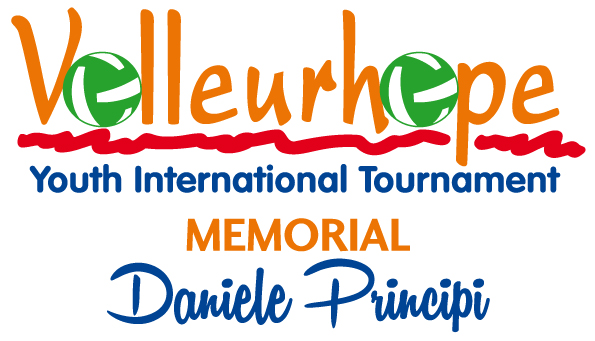 Volleurhope
Youth International Tournament
MEMORIAL
Daniele Principi